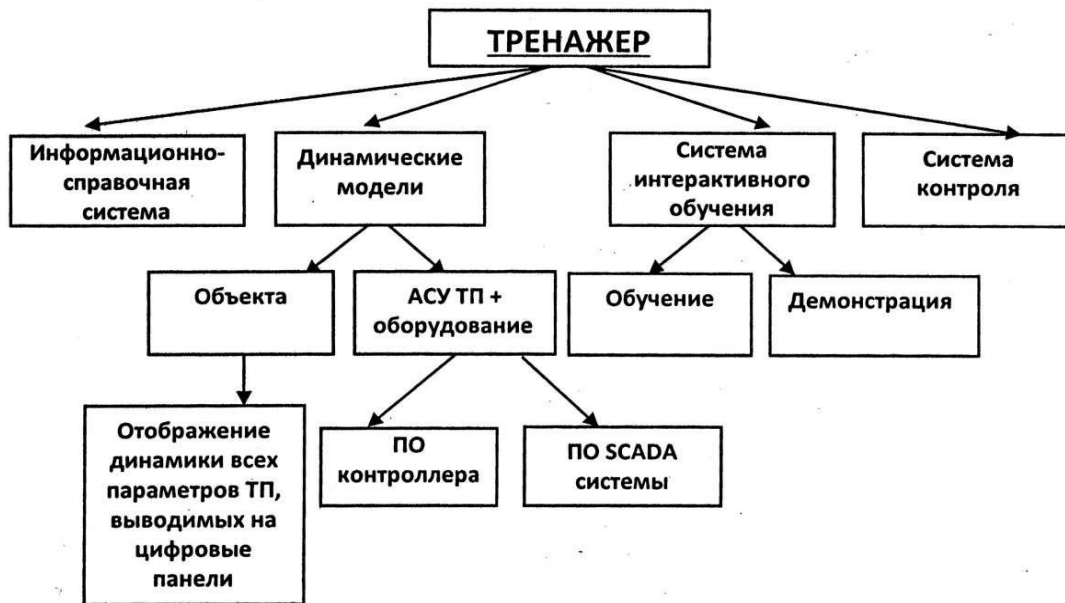 ТРЕНАЖЕР
Информационно-
справочная
система
Динамические
модели
Система
интерактивного
обучения
Система
контроля
Объекта
АСУ ТП +
оборудование
Обучение
Демонстрация
Отображение
динамики всех
параметров ТП,
выводимых на
цифровые
панели
ПО
контроллера
ПО SCADA
системы